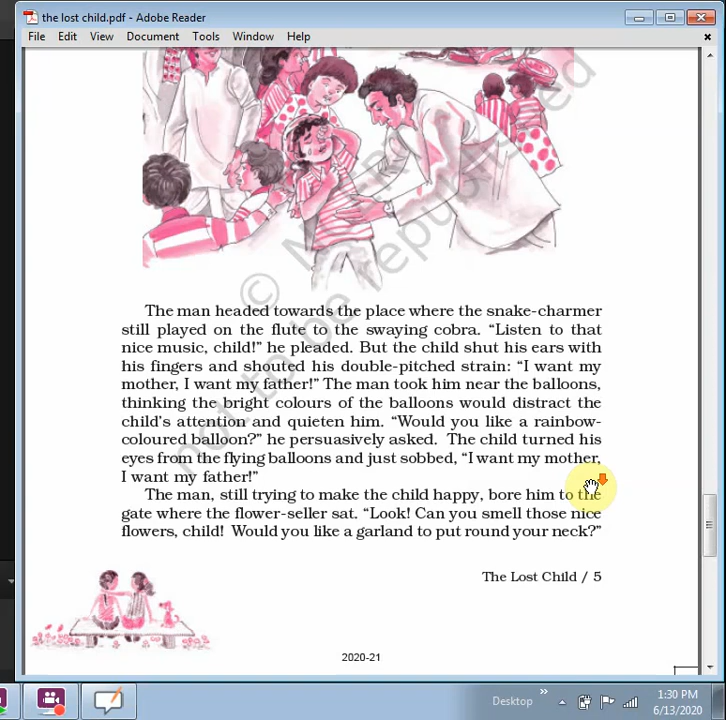 the lost child.pdf - Adobe Reader
File Edit View Document Tools Window Help
The man headed towards the place where the snake-charmer
still played on the flute to the swaying cobra. “Listen to that
nice music, child!” he pleaded. But the child shut his ears with
his fingers and shouted his double-pitched strain: “I want my
mother, I want my father!” The man took him near the balloons,
thinking the bright colours of the balloons would distract the
child’s attention and quieten him. “Would you like a rainbow-
coloured balloon?” he persuasively asked. The child turned his
eyes from the flying balloons and just sobbed, “I want my mother,
I want my father!”
The man, still trying to make the child happy, bore him to the
gate where the flower-seller sat. “Look! Can you smell those nice
flowers, child! Would you like a garland to put round your neck?”
The Lost Child / 5
2020-21
© N
not to be republished
Desktop
1:30 PM
6/13/2020